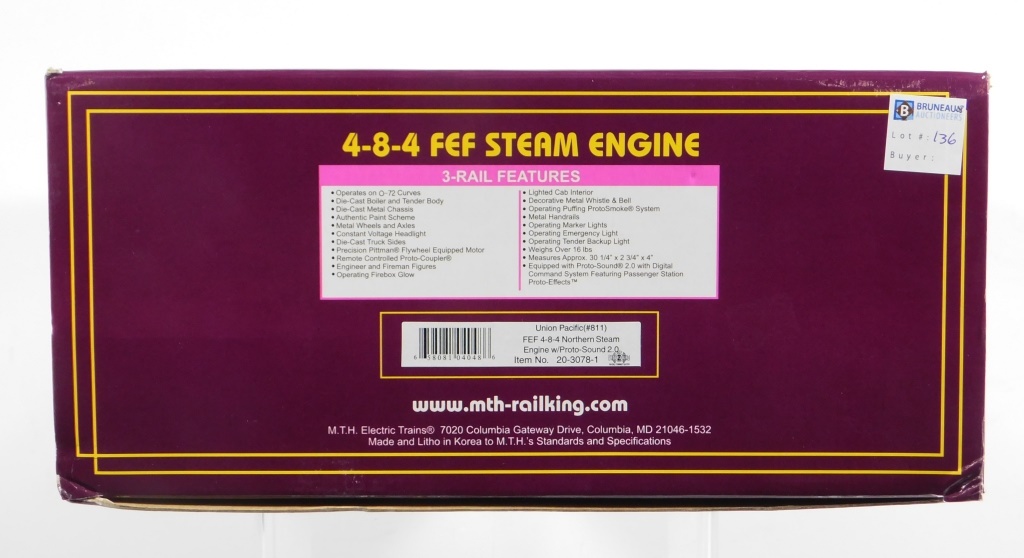 BRUNEAU &
AUCTIONEERS
Lot #: 136
Buyer:
4-8-4 FEF STEAM ENGINE
3-RAIL FEATURES
• Operates on O-72 Curves
• Die-Cast Boiler and Tender Body
• Die-Cast Metal Chassis
• Authentic Paint Scheme
• Metal Wheels and Axles
• Constant Voltage Headlight
• Die-Cast Truck Sides
• Precision Pittman® Flywheel Equipped Motor
• Remote Controlled Proto-Coupler®
• Engineer and Fireman Figures
• Operating Firebox Glow
• Lighted Cab Interior
• Decorative Metal Whistle & Bell
• Operating Puffing ProtoSmoke® System
• Metal Handrails
• Operating Marker Lights
• Operating Emergency Light
• Operating Tender Backup Light
• Weighs Over 16 lbs
• Measures Approx. 30 1/4" x 2 3/4" x 4"
• Equipped with Proto-Sound® 2.0 with Digital
Command System Featuring Passenger Station
Proto-Effects™
6 58081 04048 6
Union Pacific(#811)
FEF 4-8-4 Northern Steam
Engine w/Proto-Sound 2.0
Item No. 20-3078-1
www.mth-railking.com
M.T.H. Electric Trains® 7020 Columbia Gateway Drive, Columbia, MD 21046-1532
Made and Litho in Korea to M.T.H.'s Standards and Specifications